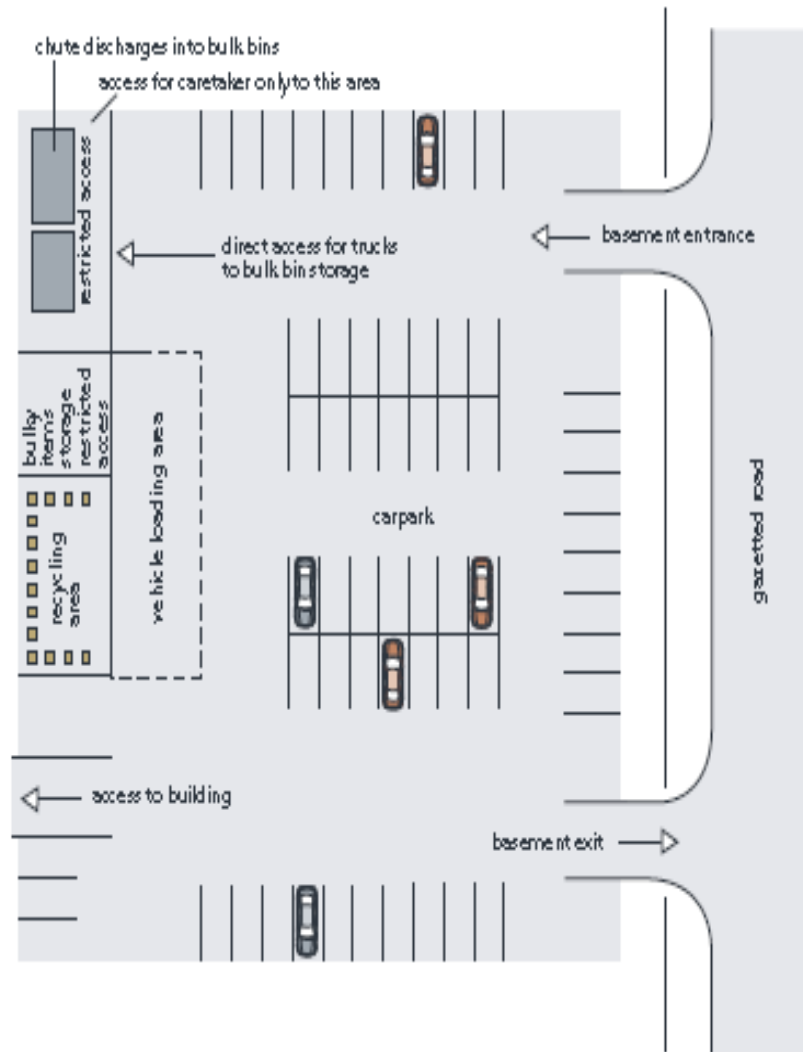 chute discharges into bulk bins
access for caretaker only to this area
restricted access
direct access for trucks
to bulk bin storage
basement entrance
bulky
items
storage
restricted
access
vehicle loading area
carpark
recycling
area
gazetted road
access to building
basement exit